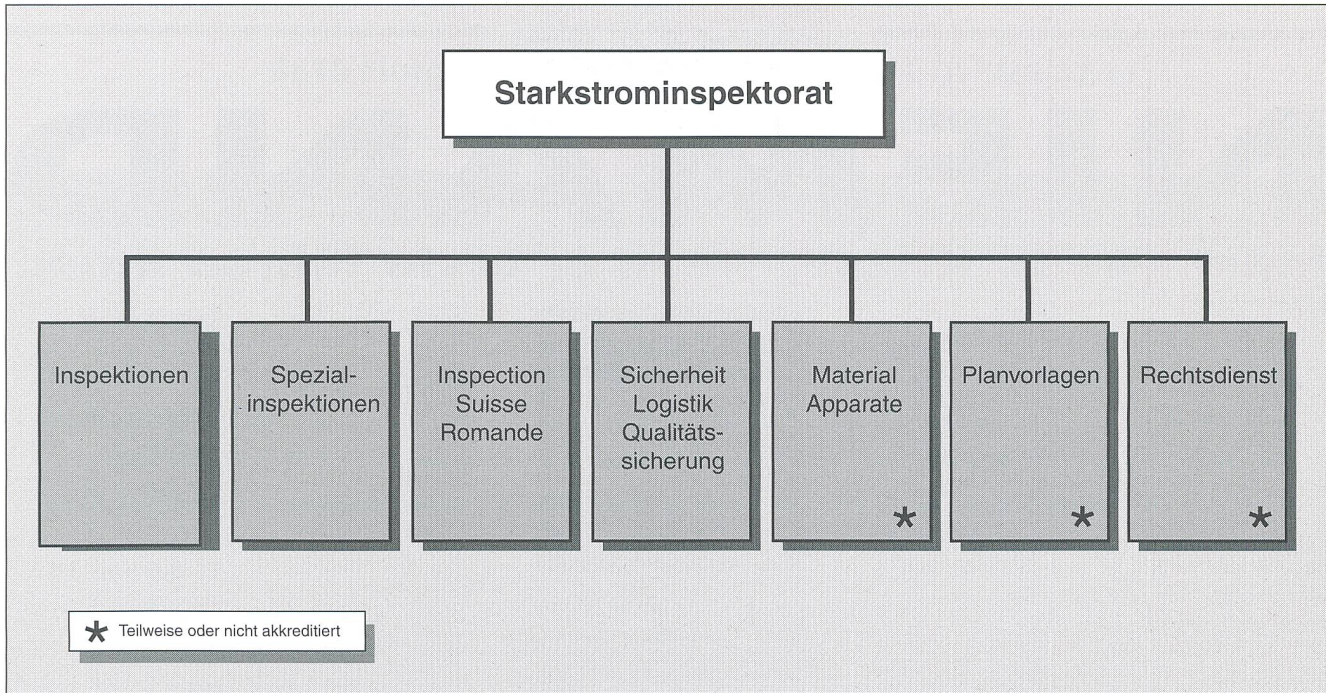 Starkstrominspektorat
Inspektionen
Spezial-
inspektionen
Inspection
Suisse
Romande
Sicherheit
Logistik
Qualitäts-
sicherung
Material
Apparate
*
Planvorlagen
*
Rechtsdienst
*
* Teilweise oder nicht akkreditiert